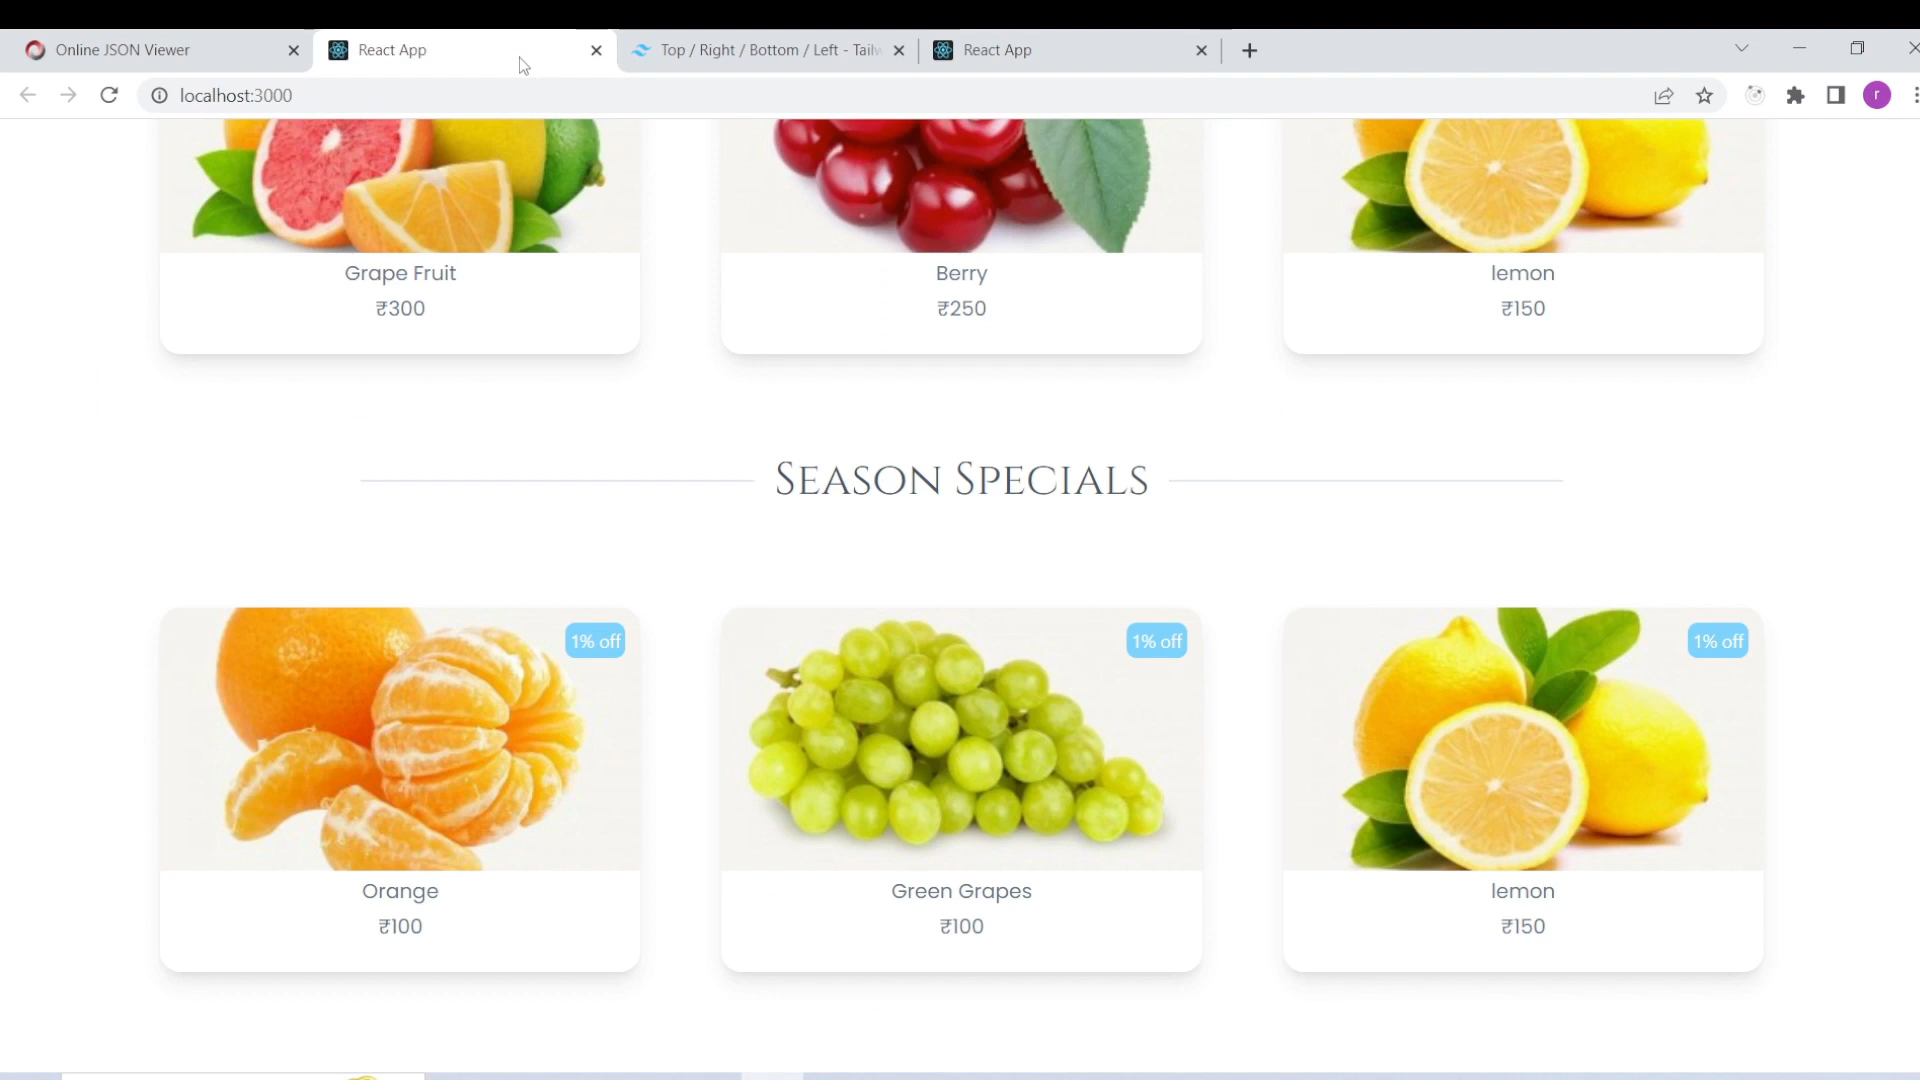 Online JSON Viewer
React App
Top / Right / Bottom / Left - Tailw
React App
localhost:3000
r
Grape Fruit
₹300
Berry
₹250
lemon
₹150
Season Specials
1% off
1% off
1% off
Orange
₹100
Green Grapes
₹100
lemon
₹150